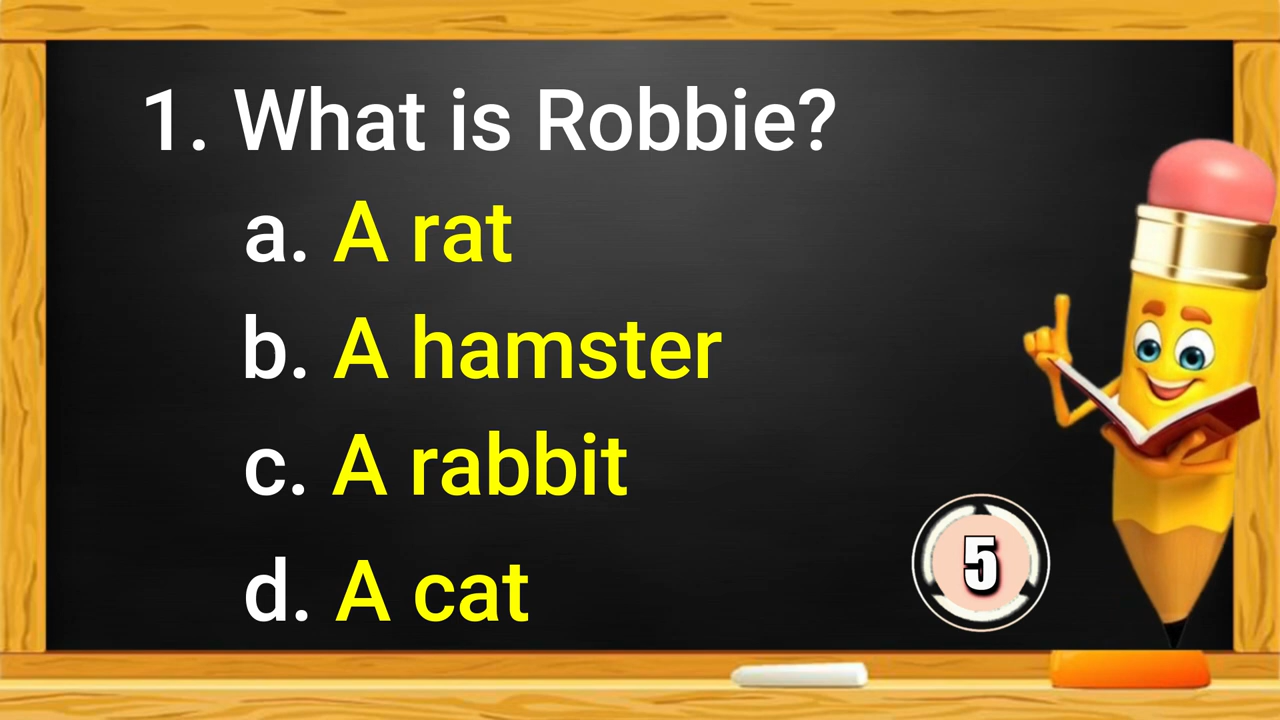 1. What is Robbie?
a. A rat
b. A hamster
c. A rabbit
d. A cat
5